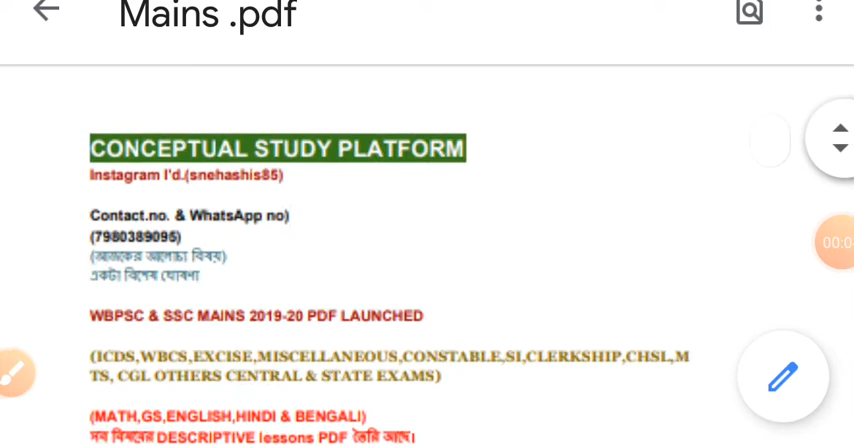 Mains .pdf
CONCEPTUAL STUDY PLATFORM
Instagram I'd.(snehashis85)
Contact.no. & WhatsApp no)
(7980389095)
(আজকের আলোচ্য বিষয়)
একটা বিশেষ ঘোষণা
WBPSC & SSC MAINS 2019-20 PDF LAUNCHED
(ICDS,WBCS,EXCISE,MISCELLANEOUS,CONSTABLE,SI,CLERKSHIP,CHSL,M
TS, CGL OTHERS CENTRAL & STATE EXAMS)
(MATH,GS,ENGLISH,HINDI & BENGALI)
সব বিষয়ের DESCRIPTIVE lessons PDF তৈরি আছে।
00:0